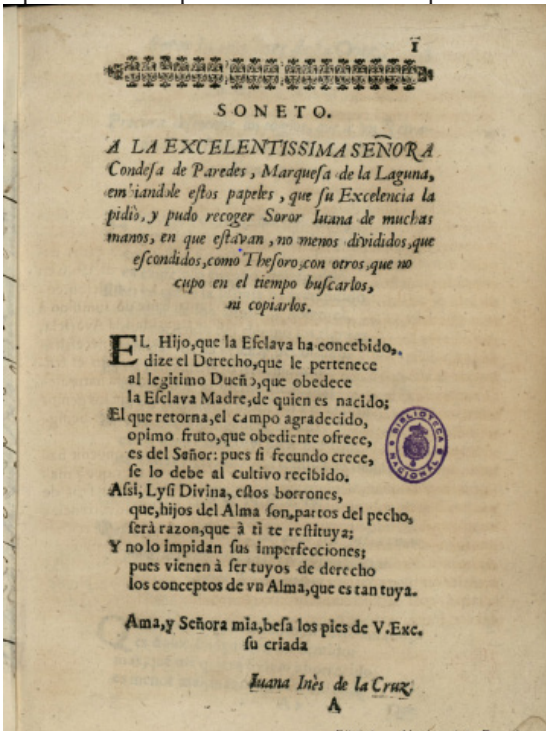 1
SONETO.
A LA EXCELENTISSIMA SEÑORA
Condeſa de Paredes, Marqueſa de la Laguna,
embiandole eſtos papeles, que ſu Excelencia la
pidiò, y pudo recoger Soror Iuana de muchas
manos, en que eſtavan, no menos divididos, que
eſcondidos, como Theſoro, con otros, que no
cupo en el tiempo buſcarlos,
ni copiarlos.
EL Hijo, que la Eſclava ha concebido,
dize el Derecho, que le pertenece
al legitimo Dueño, que obedece
la Eſclava Madre, de quien es nacido;
El que retorna, el campo agradecido,
opimo fruto, que obediente ofrece,
es del Señor: pues ſi fecundo crece,
ſe lo debe al cultivo recibido.
Aſsi, Lyſi Divina, eſtos borrones,
que, hijos del Alma ſon, partos del pecho,
ſerà razon, que à tì te reſtituya;
Y no lo impidan ſus imperfecciones;
pues vienen à ſer tuyos de derecho
los conceptos de vn Alma, que es tan tuya.
Ama, y Señora mia, beſa los pies de V. Exc.
ſu criada
Iuana Inès de la Cruz.
A
BIBLIOTECA
NACIONAL